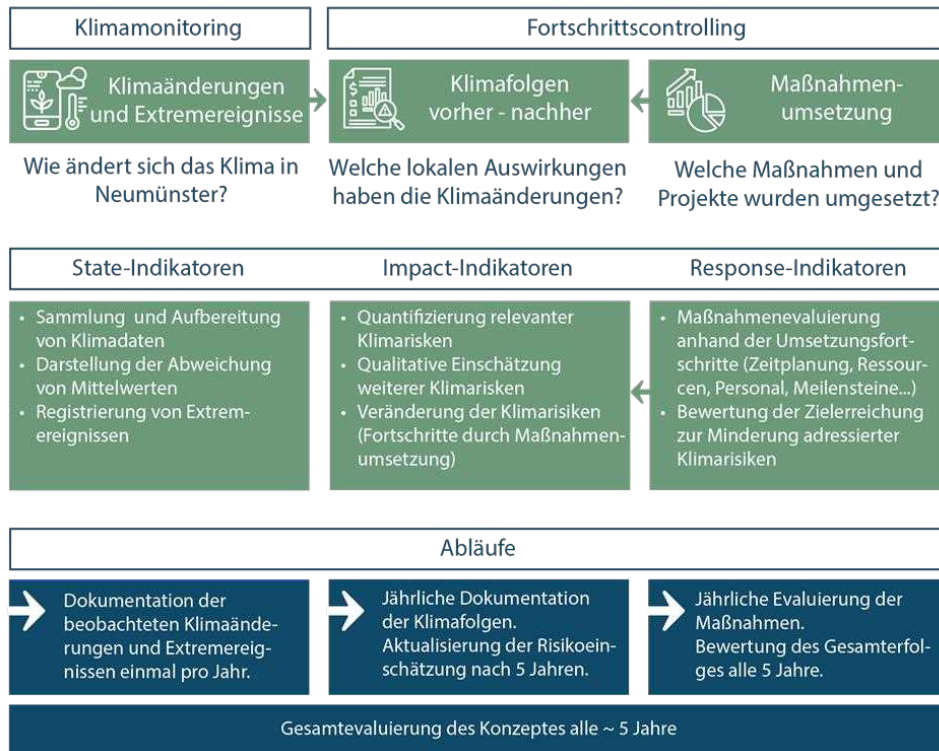 Klimamonitoring
Fortschrittscontrolling
Klimaänderungen
und Extremereignisse
Klimafolgen
vorher - nachher
Maßnahmen-
umsetzung
Wie ändert sich das Klima in
Neumünster?
Welche lokalen Auswirkungen
haben die Klimaänderungen?
Welche Maßnahmen und
Projekte wurden umgesetzt?
State-Indikatoren
Impact-Indikatoren
Response-Indikatoren
• Sammlung und Aufbereitung
von Klimadaten
• Darstellung der Abweichung
von Mittelwerten
• Registrierung von Extrem-
ereignissen
• Quantifizierung relevanter
Klimarisken
• Qualitative Einschätzung
weiterer Klimarisken
• Veränderung der Klimarisiken
(Fortschritte durch Maßnahmen-
umsetzung)
• Maßnahmenevaluierung
anhand der Umsetzungsfort-
schritte (Zeitplanung, Ressour-
cen, Personal, Meilensteine...)
• Bewertung der Zielerreichung
zur Minderung adressierter
Klimarisiken
Abläufe
Dokumentation der
beobachteten Klimaände-
rungen und Extremereig-
nissen einmal pro Jahr.
Jährliche Dokumentation
der Klimafolgen.
Aktualisierung der Risikoein-
schätzung nach 5 Jahren.
Jährliche Evaluierung der
Maßnahmen.
Bewertung des Gesamterfol-
ges alle 5 Jahre.
Gesamtevaluierung des Konzeptes alle ~ 5 Jahre